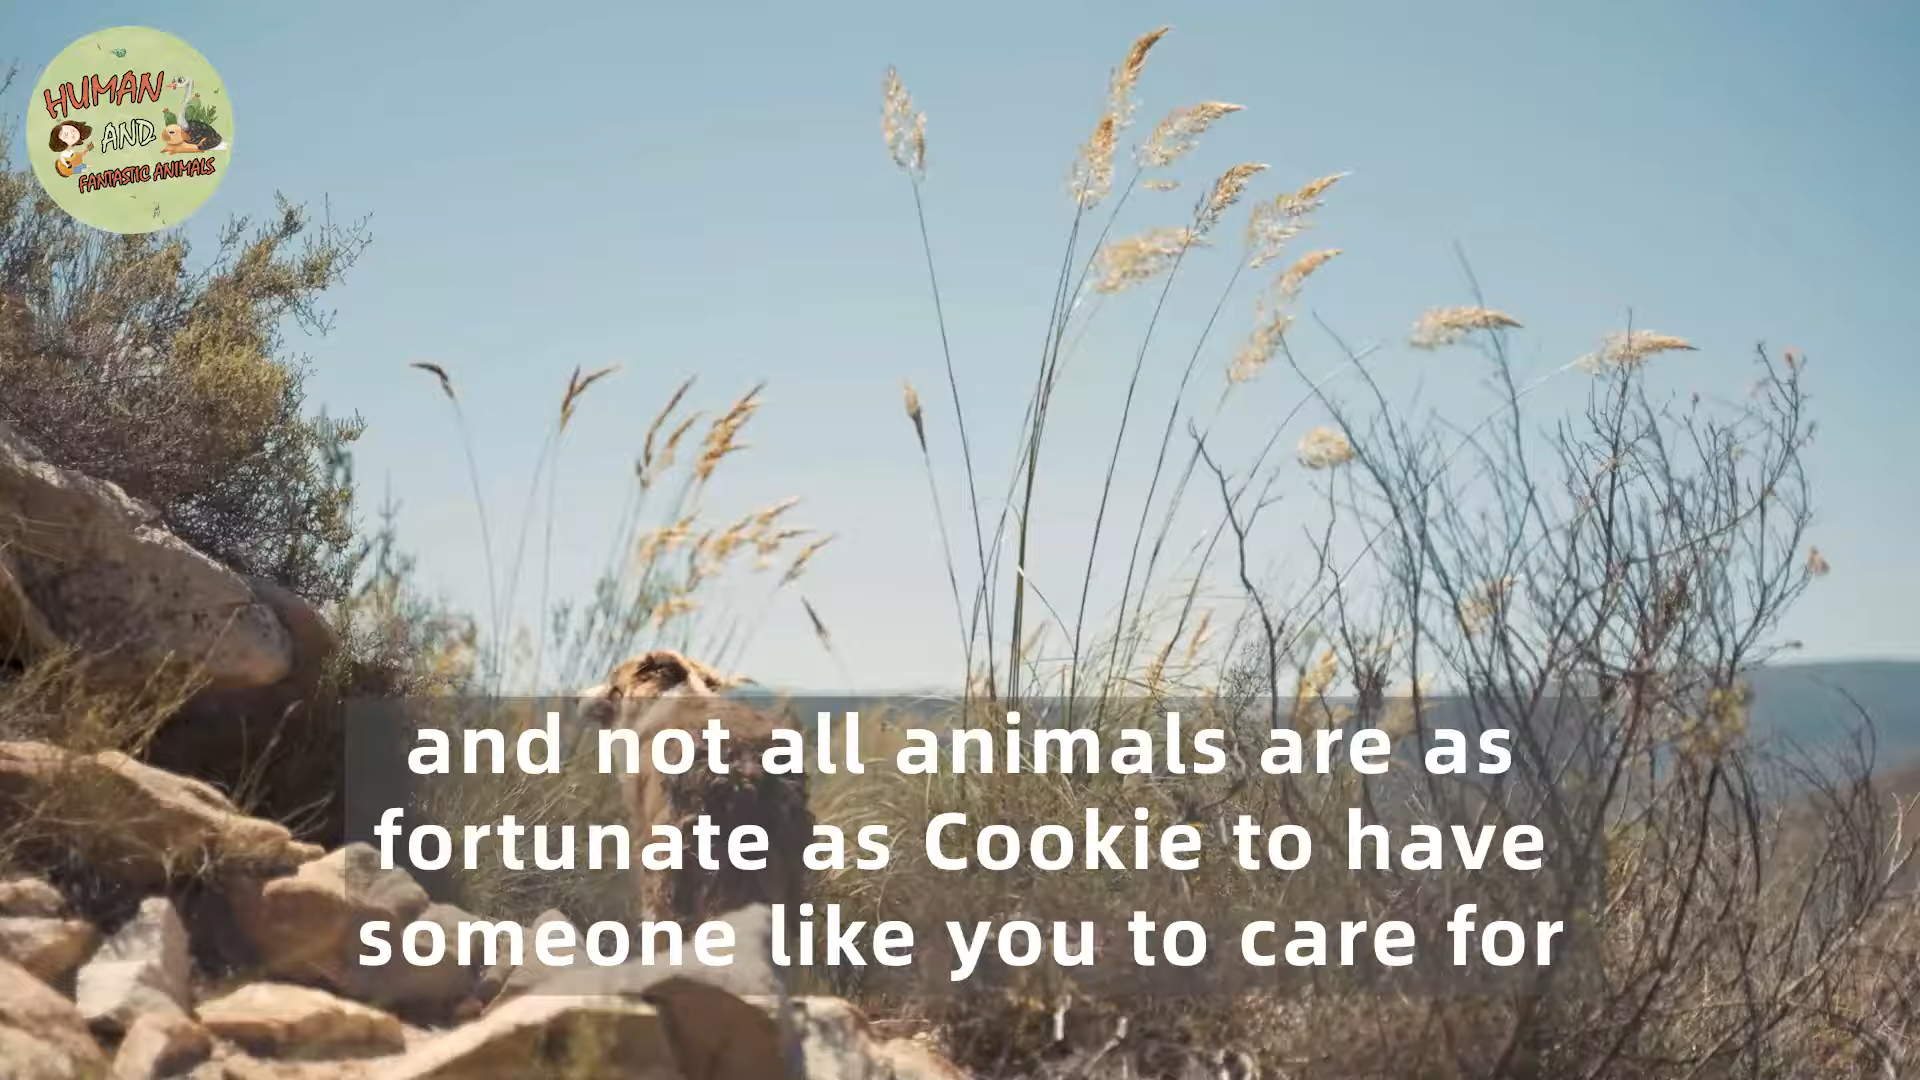 HUMAN
AND
FANTASTIC ANIMALS
and not all animals are as
fortunate as Cookie to have
someone like you to care for